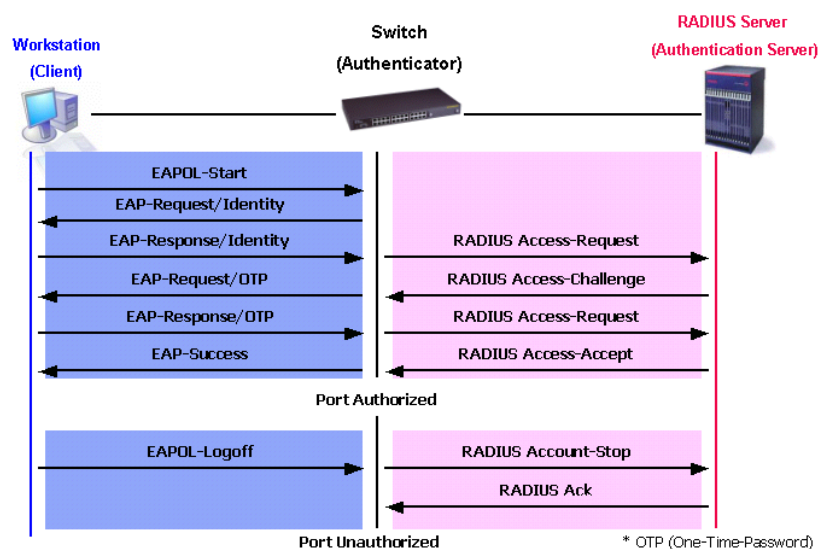 Workstation
(Client)
Switch
(Authenticator)
RADIUS Server
(Authentication Server)
EAPOL-Start
EAP-Request/Identity
EAP-Response/Identity
RADIUS Access-Request
EAP-Request/OTP
RADIUS Access-Challenge
EAP-Response/OTP
RADIUS Access-Request
EAP-Success
RADIUS Access-Accept
Port Authorized
EAPOL-Logoff
RADIUS Account-Stop
RADIUS Ack
Port Unauthorized
* OTP (One-Time-Password)